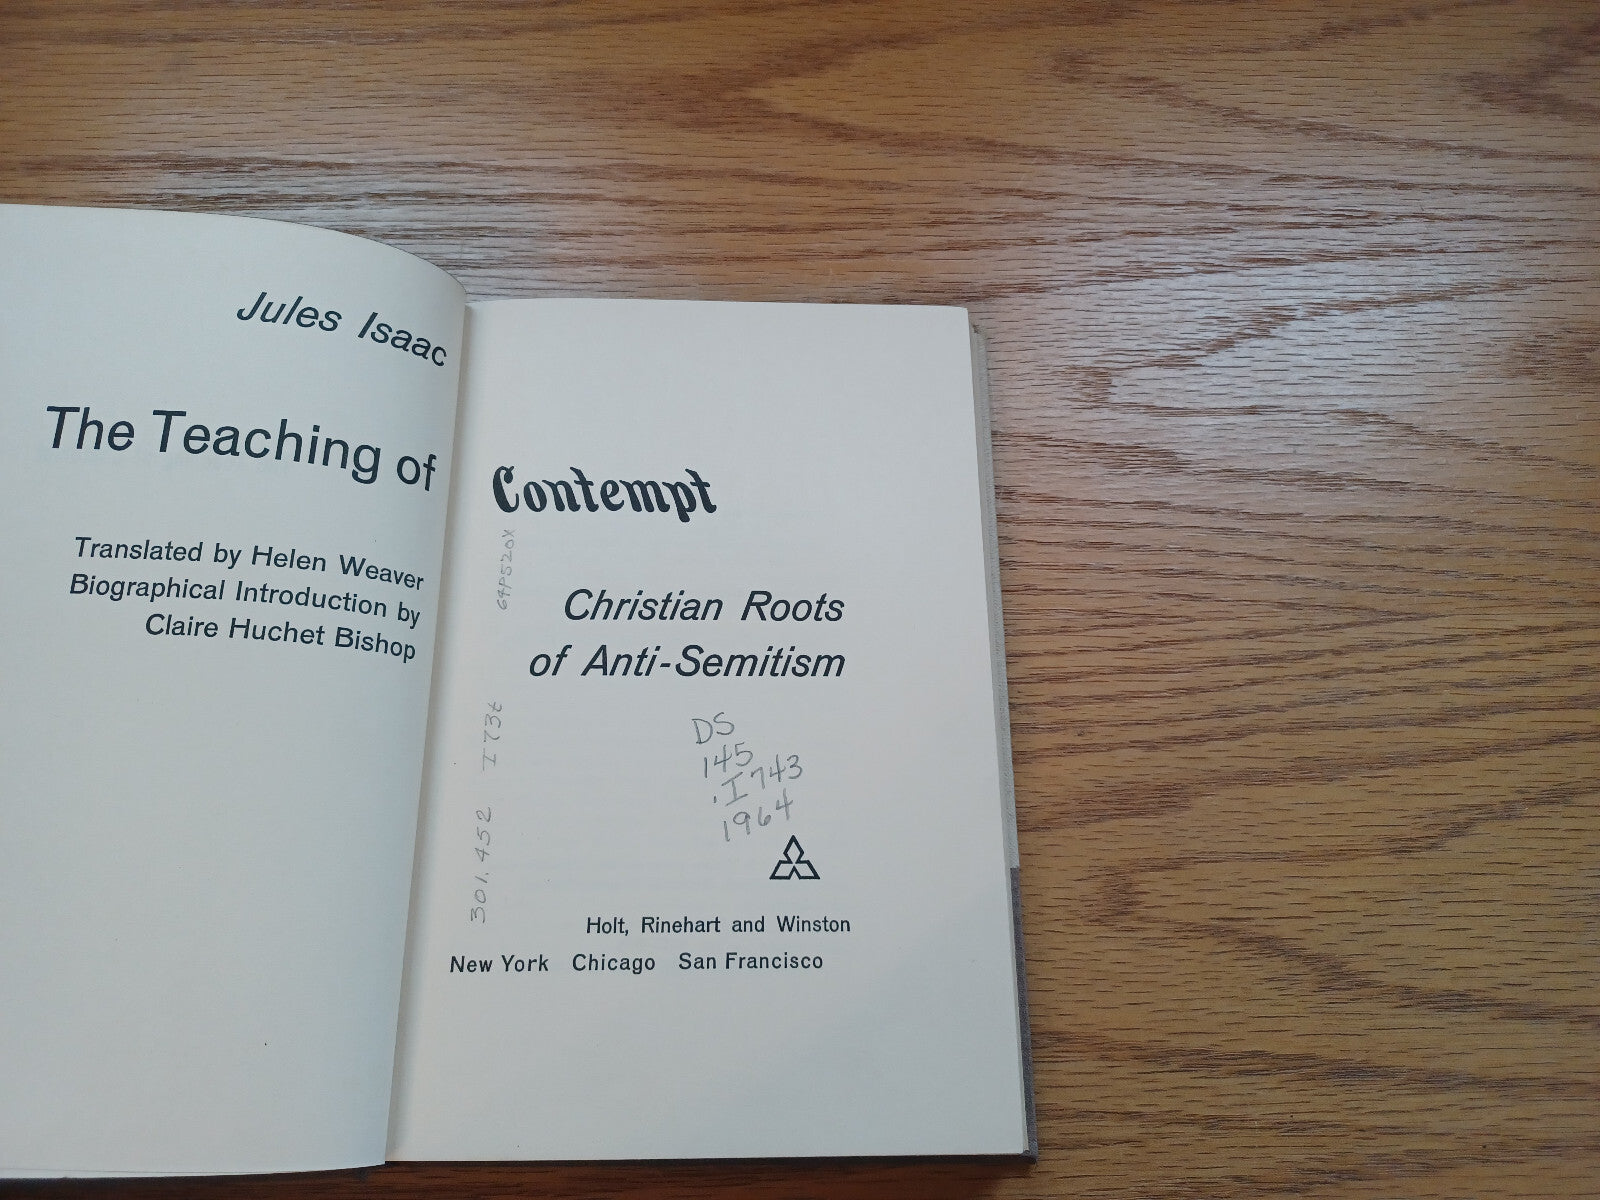 Jules Isaac
The Teaching of
Translated by Helen Weaver
Biographical Introduction by
Claire Huchet Bishop
Contempt
Christian Roots
of Anti-Semitism
DS
145
.I743
1964
Holt, Rinehart and Winston
New York Chicago San Francisco
301.452 I73t
64P520X